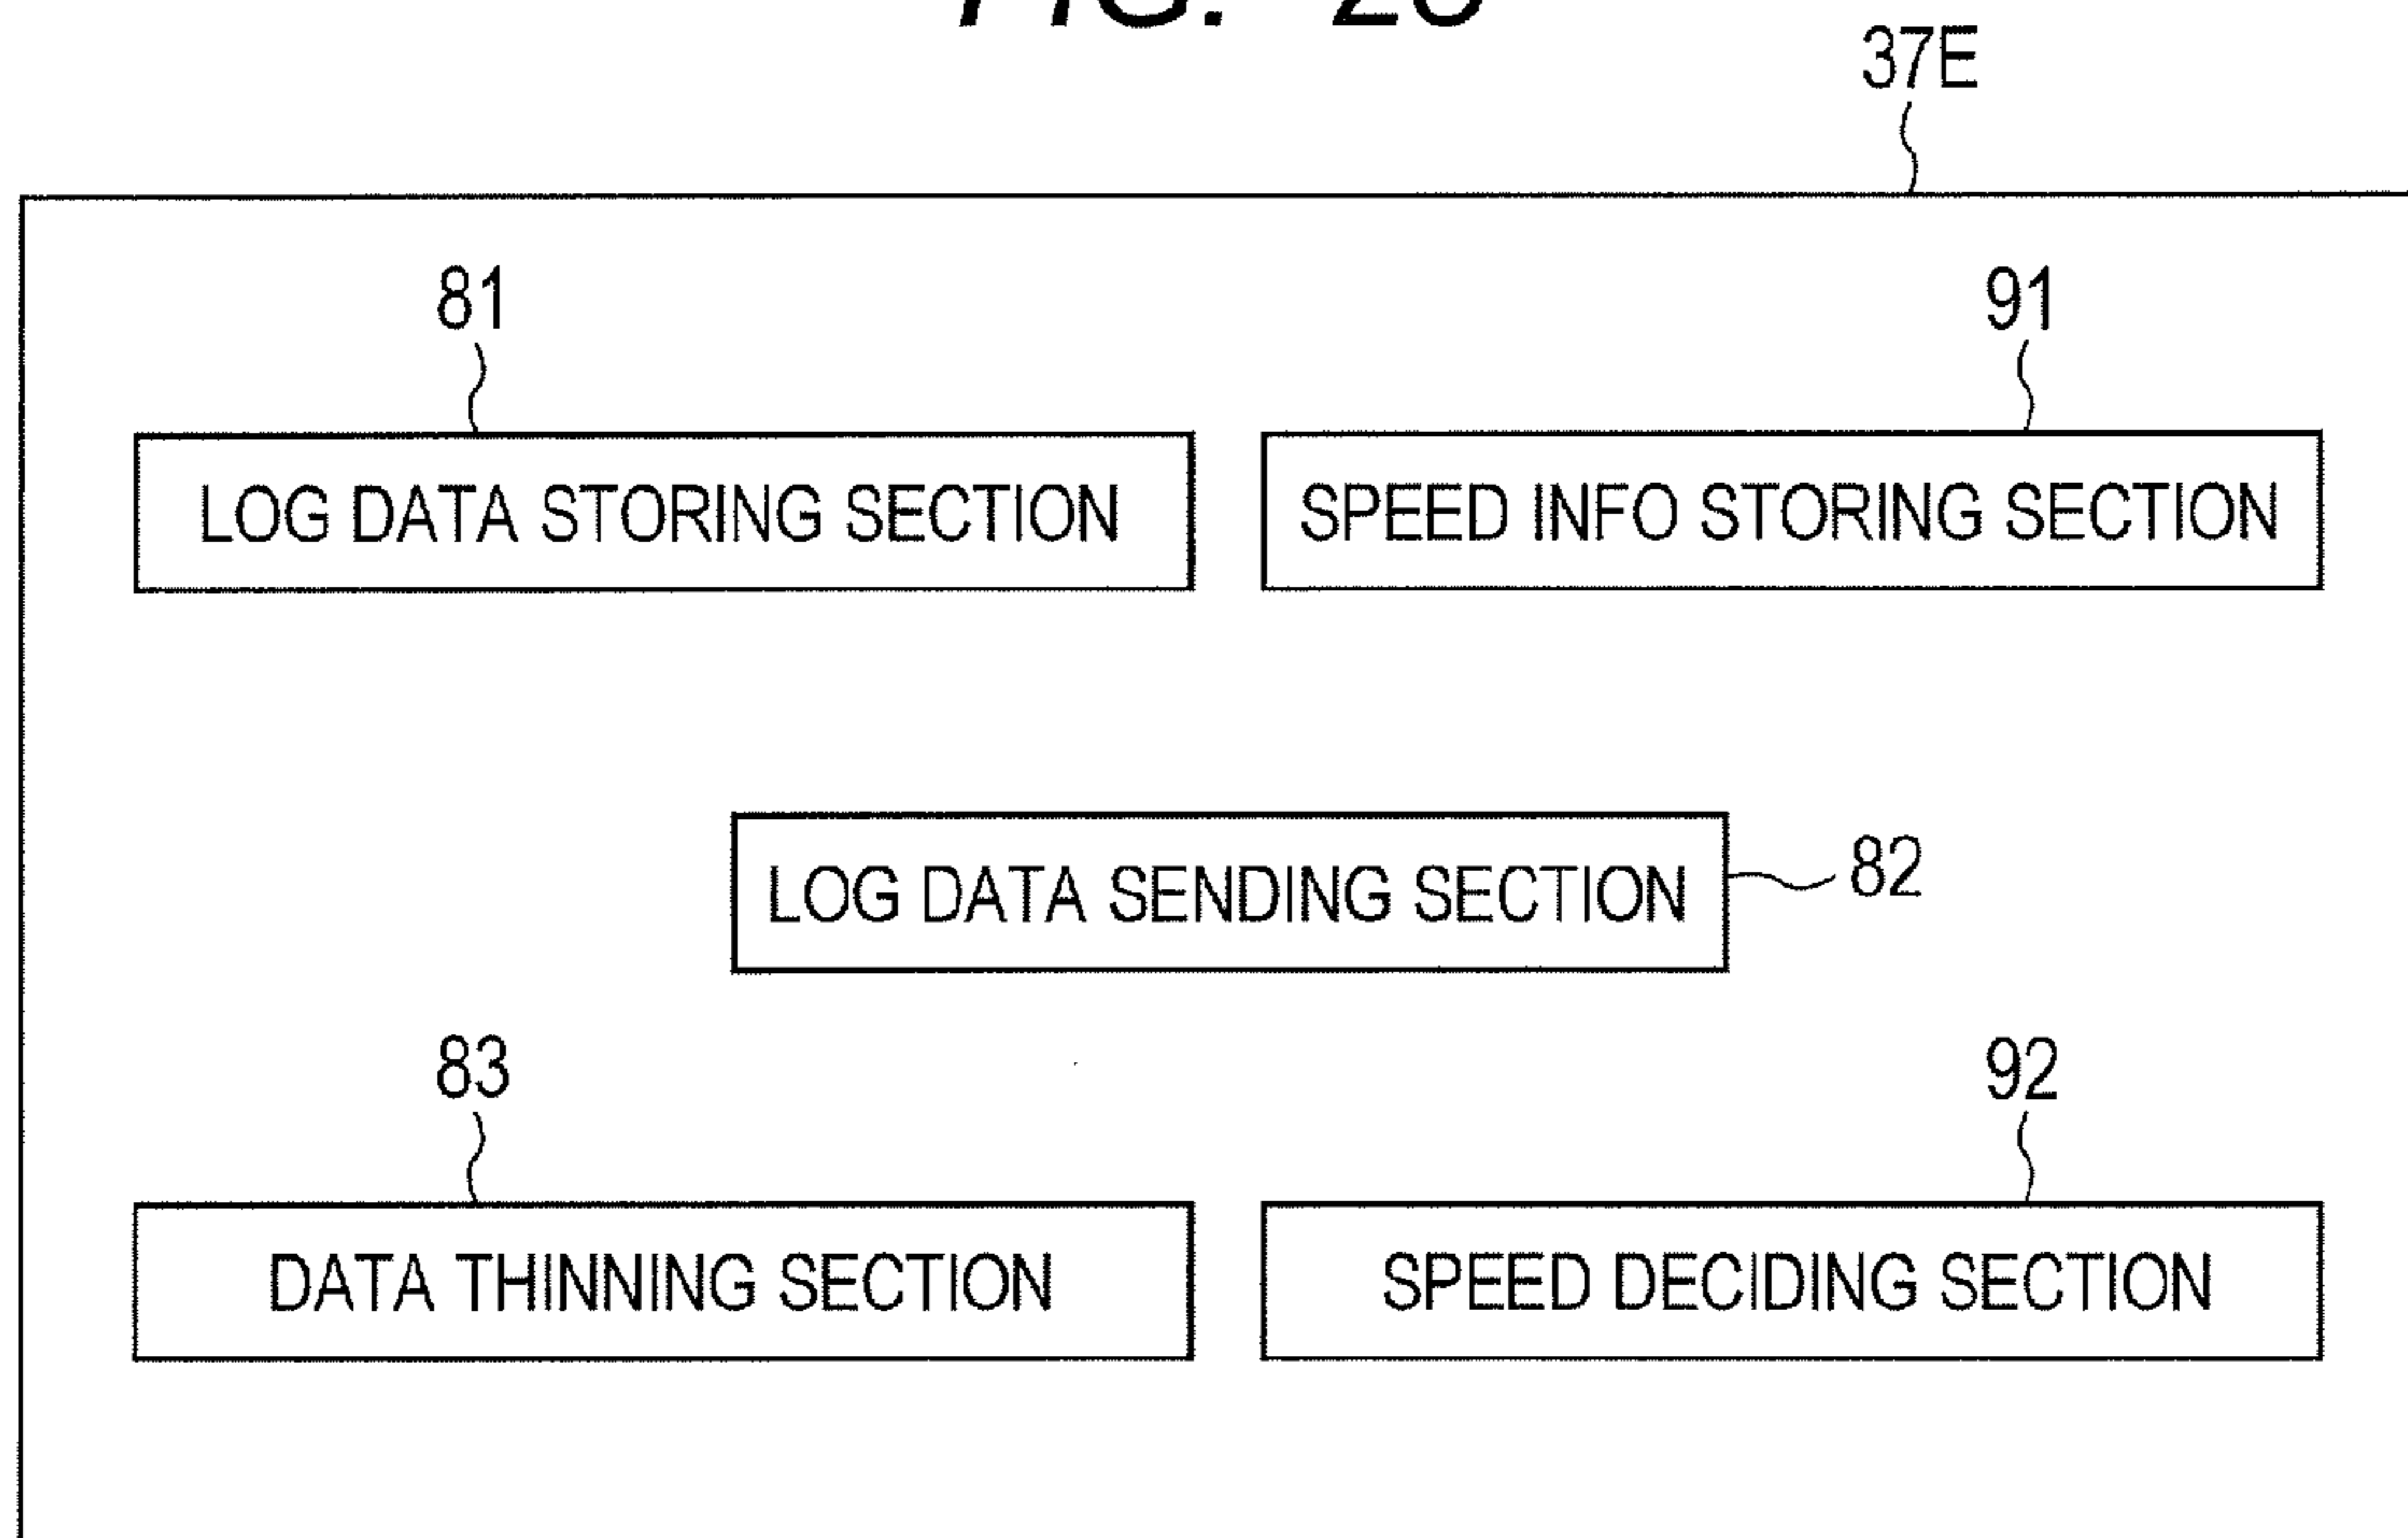 FIG.
37E
81
91
LOG DATA STORING SECTION
SPEED INFO STORING SECTION
LOG DATA SENDING SECTION
82
83
92
DATA THINNING SECTION
SPEED DECIDING SECTION